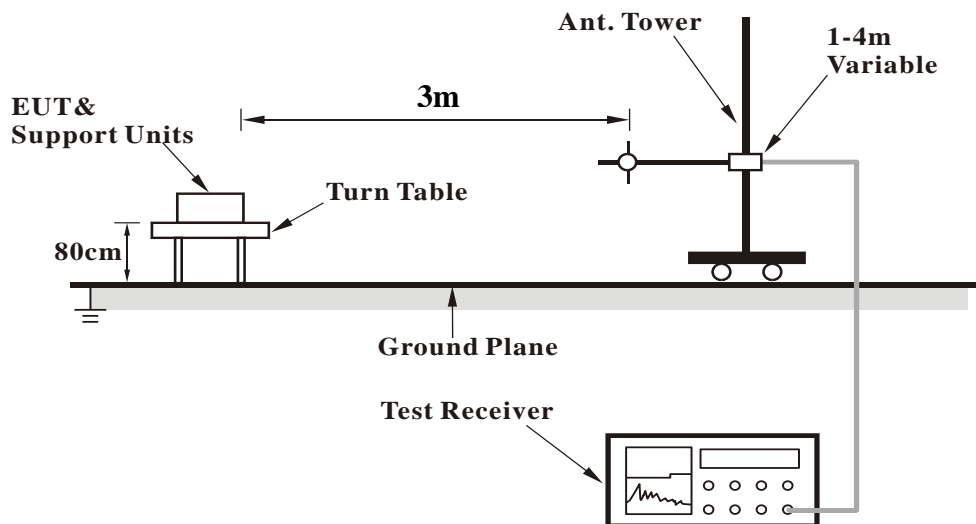 Ant. Tower
1-4m
Variable
3m
EUT&
Support Units
Turn Table
80cm
Ground Plane
Test Receiver